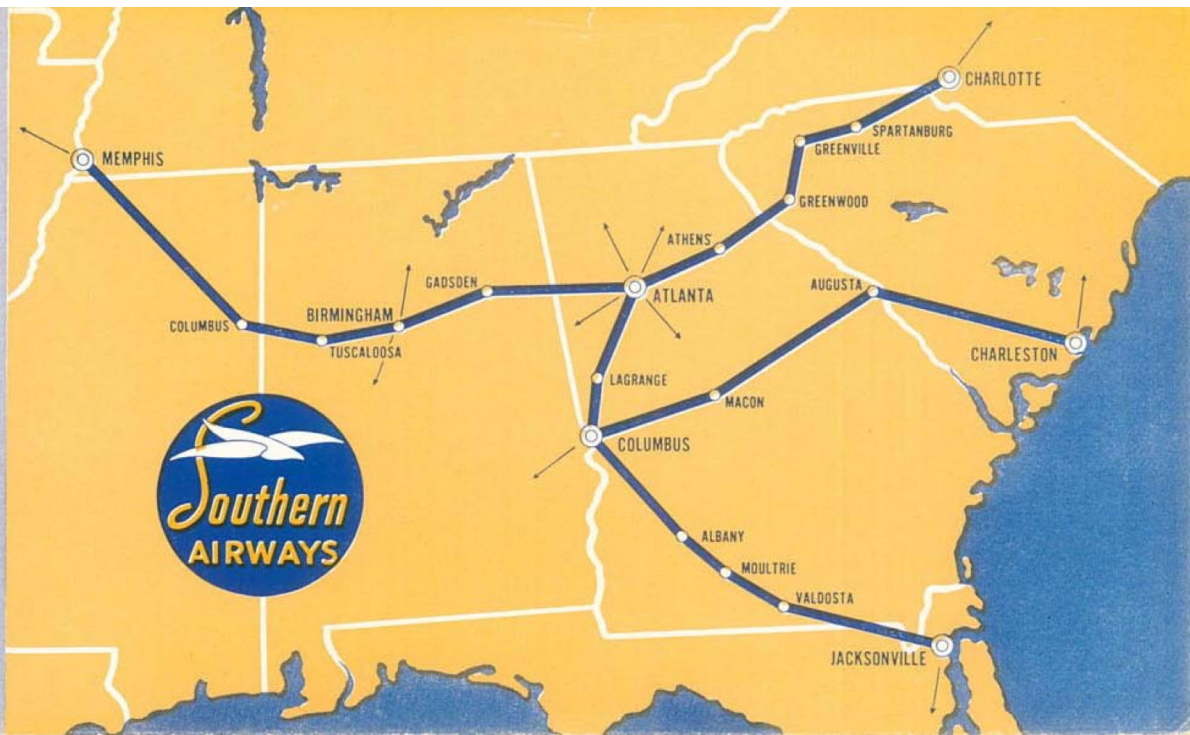 CHARLOTTE
SPARTANBURG
GREENVILLE
MEMPHIS
GREENWOOD
ATHENS
GADSDEN
ATLANTA
AUGUSTA
BIRMINGHAM
COLUMBUS
TUSCALOOSA
CHARLESTON
LAGRANGE
MACON
COLUMBUS
Southern
AIRWAYS
ALBANY
MOULTRIE
VALDOSTA
JACKSONVILLE